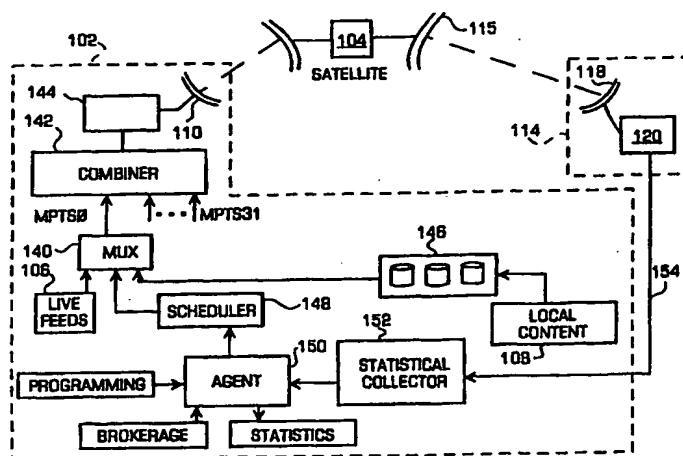 102
104
SATELLITE
115
144
110
118
114
120
142
COMBINER
MPTS0
MPTS31
140
MUX
146
106
LIVE
FEEDS
SCHEDULER
148
152
154
LOCAL
CONTENT
108
150
AGENT
STATISTICAL
COLLECTOR
PROGRAMMING
BROKERAGE
STATISTICS